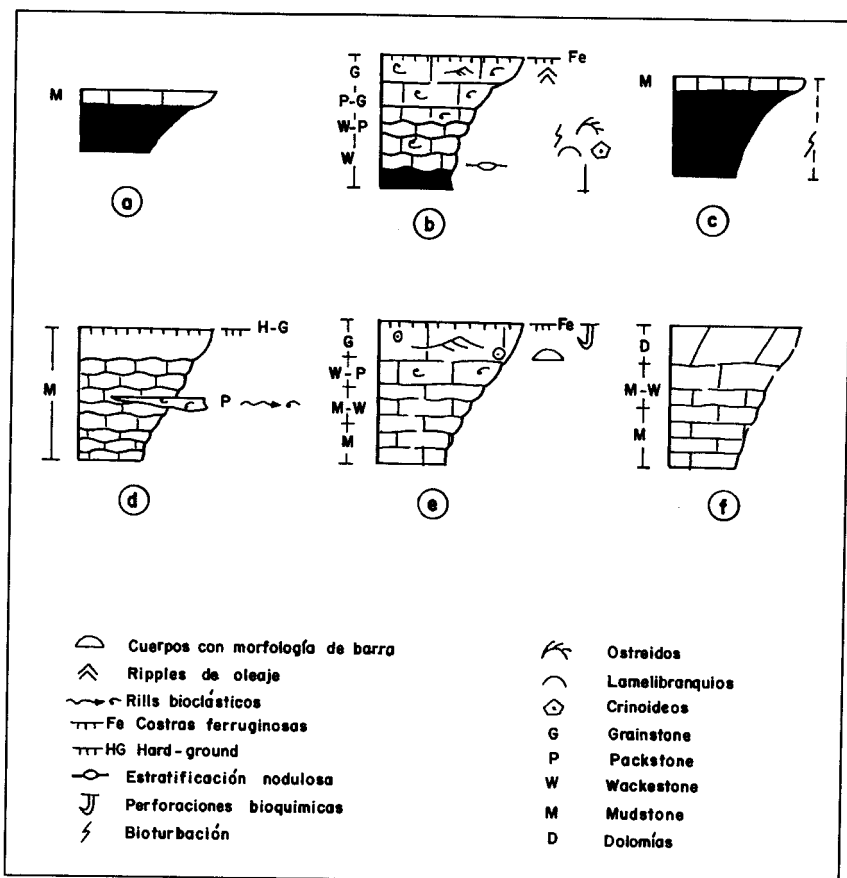 M
a
G
P-G
W-P
W
Fe
b
M
c
M
H-G
P
d
G
W-P
M-W
M
Fe
e
D
M-W
M
f
Cuerpos con morfología de barra
Ripples de oleaje
Rills bioclásticos
Fe Costras ferruginosas
HG Hard-ground
Estratificación nodulosa
Perforaciones bioquimicas
Bioturbación
Ostreidos
Lamelibranquios
Crinoideos
G Grainstone
P Packstone
W Wackestone
M Mudstone
D Dolomías